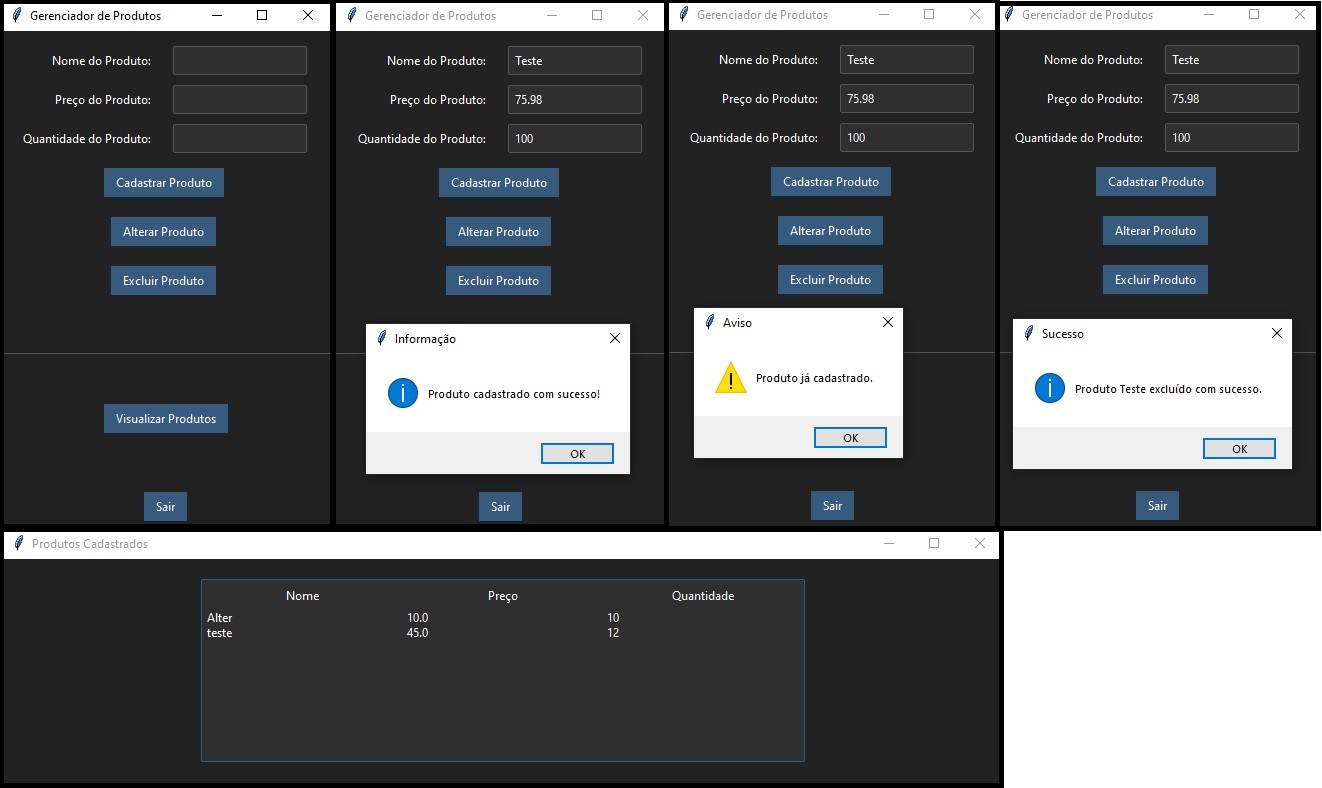 Gerenciador de Produtos
Nome do Produto:
Preço do Produto:
Quantidade do Produto:
Cadastrar Produto
Alterar Produto
Excluir Produto
Visualizar Produtos
Sair
Gerenciador de Produtos
Nome do Produto: Teste
Preço do Produto: 75.98
Quantidade do Produto: 100
Cadastrar Produto
Alterar Produto
Excluir Produto
Informação
Produto cadastrado com sucesso!
OK
Sair
Gerenciador de Produtos
Nome do Produto: Teste
Preço do Produto: 75.98
Quantidade do Produto: 100
Cadastrar Produto
Alterar Produto
Excluir Produto
Aviso
Produto já cadastrado.
OK
Sair
Gerenciador de Produtos
Nome do Produto: Teste
Preço do Produto: 75.98
Quantidade do Produto: 100
Cadastrar Produto
Alterar Produto
Excluir Produto
Sucesso
Produto Teste excluído com sucesso.
OK
Sair
Produtos Cadastrados
Nome Preço Quantidade
Alter 10.0 10
teste 45.0 12